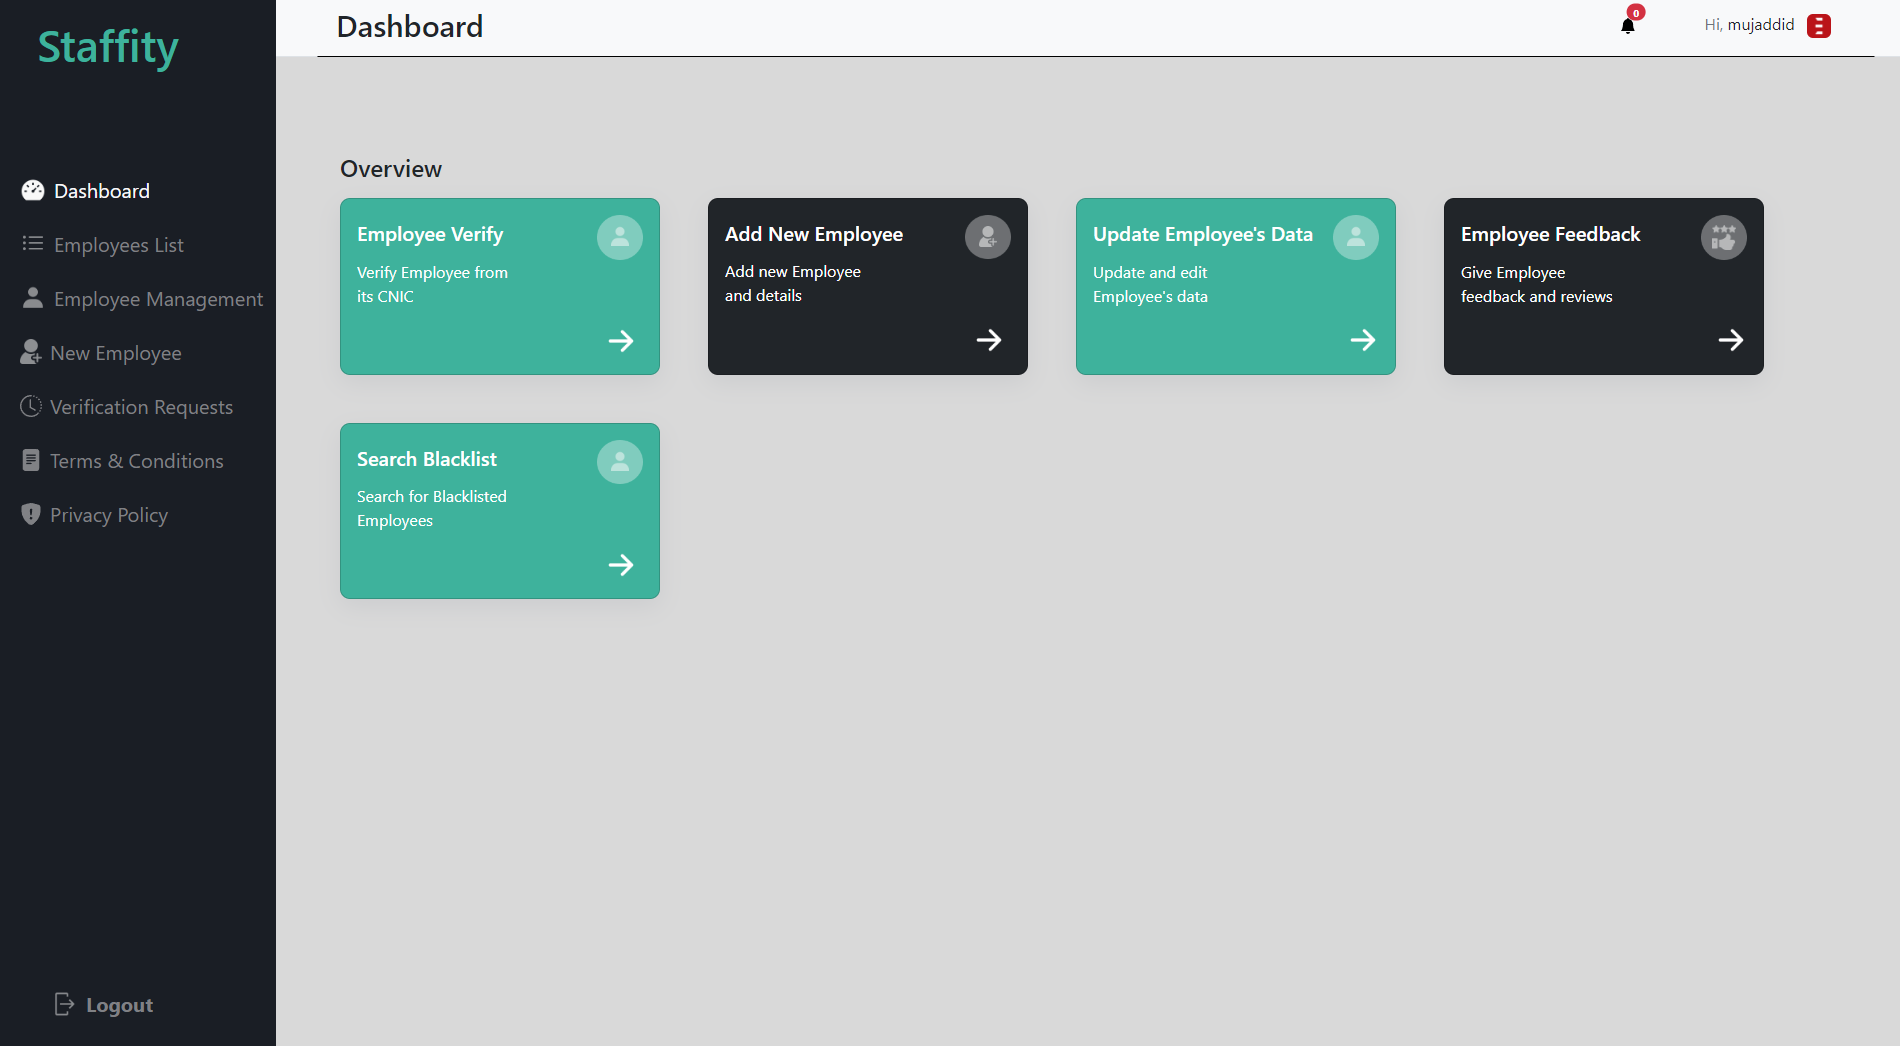 Staffity
Dashboard
Employees List
Employee Management
New Employee
Verification Requests
Terms & Conditions
Privacy Policy
Logout
Dashboard
0
Hi, mujaddid
Overview
Employee Verify
Verify Employee from
its CNIC
Add New Employee
Add new Employee
and details
Update Employee's Data
Update and edit
Employee's data
Employee Feedback
Give Employee
feedback and reviews
Search Blacklist
Search for Blacklisted
Employees